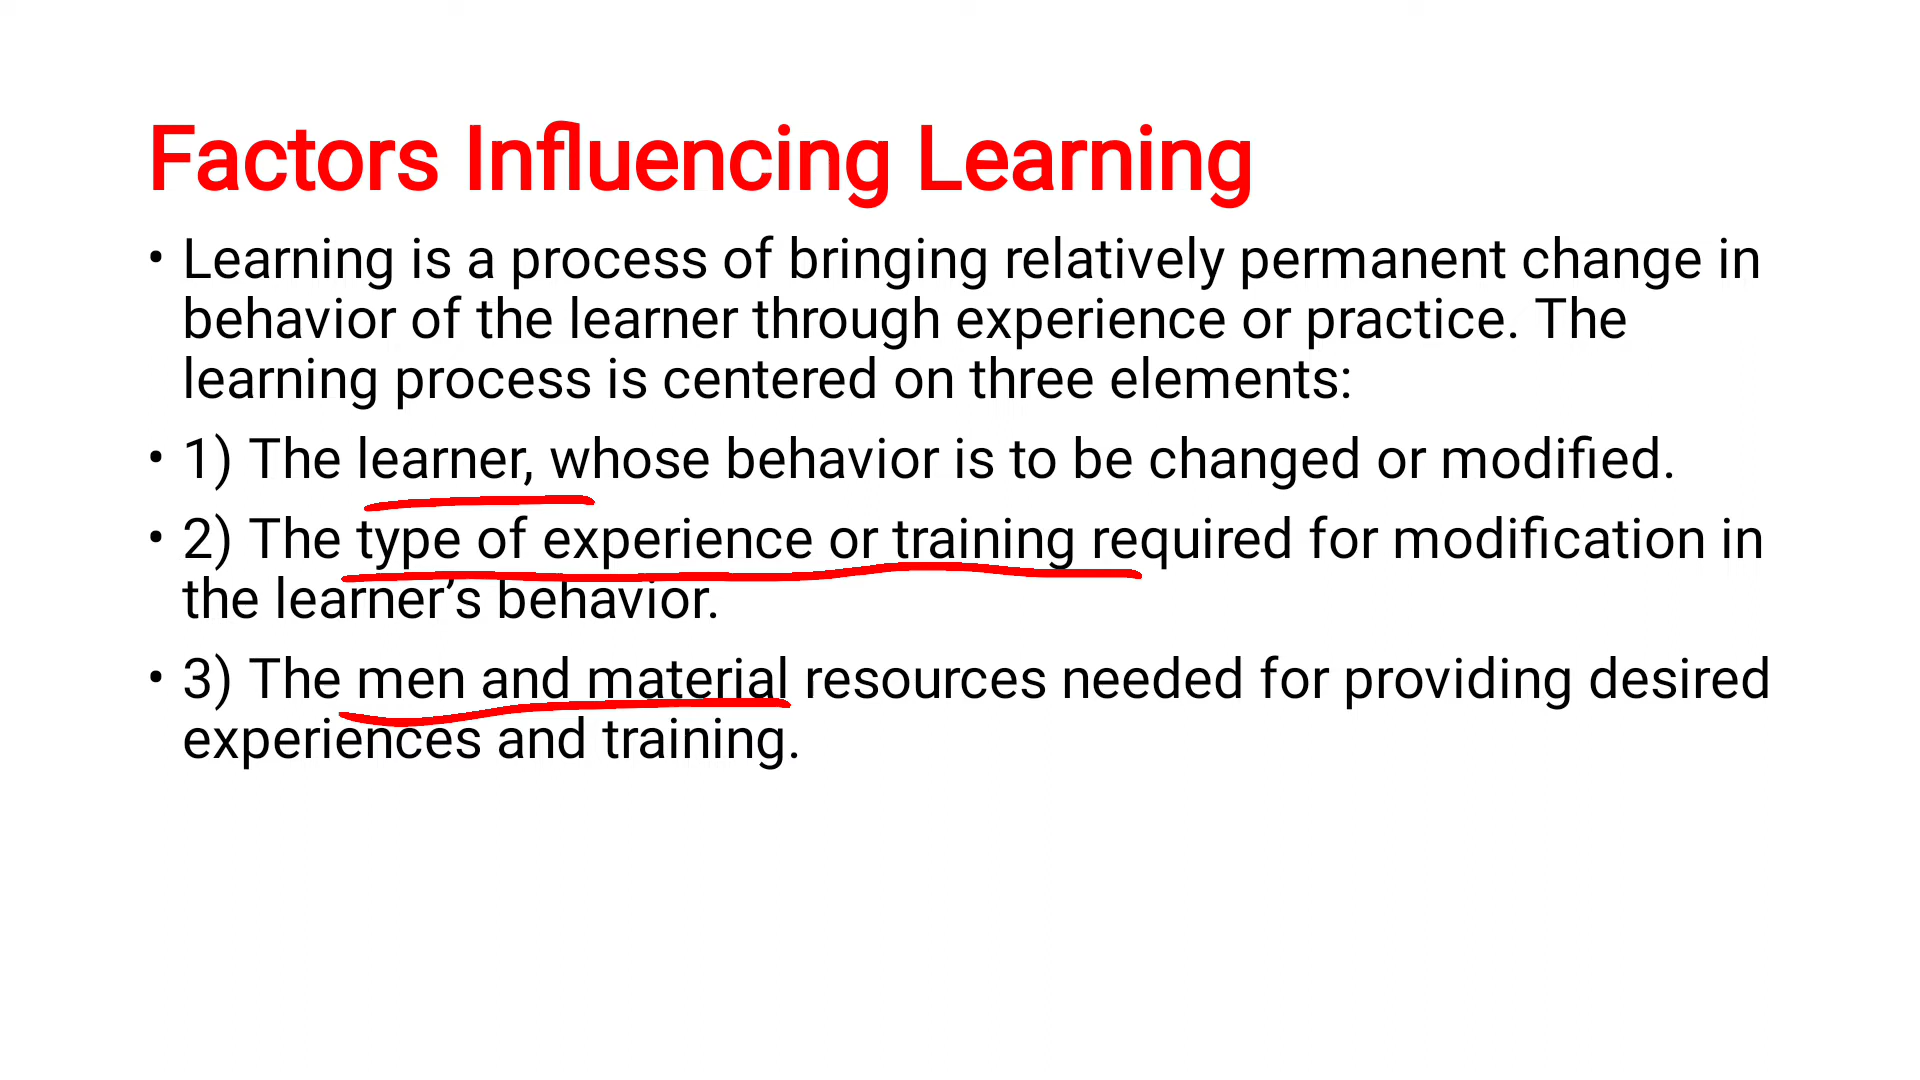 Factors Influencing Learning
• Learning is a process of bringing relatively permanent change in
behavior of the learner through experience or practice. The
learning process is centered on three elements:
• 1) The learner, whose behavior is to be changed or modified.
• 2) The type of experience or training required for modification in
the learner’s behavior.
• 3) The men and material resources needed for providing desired
experiences and training.